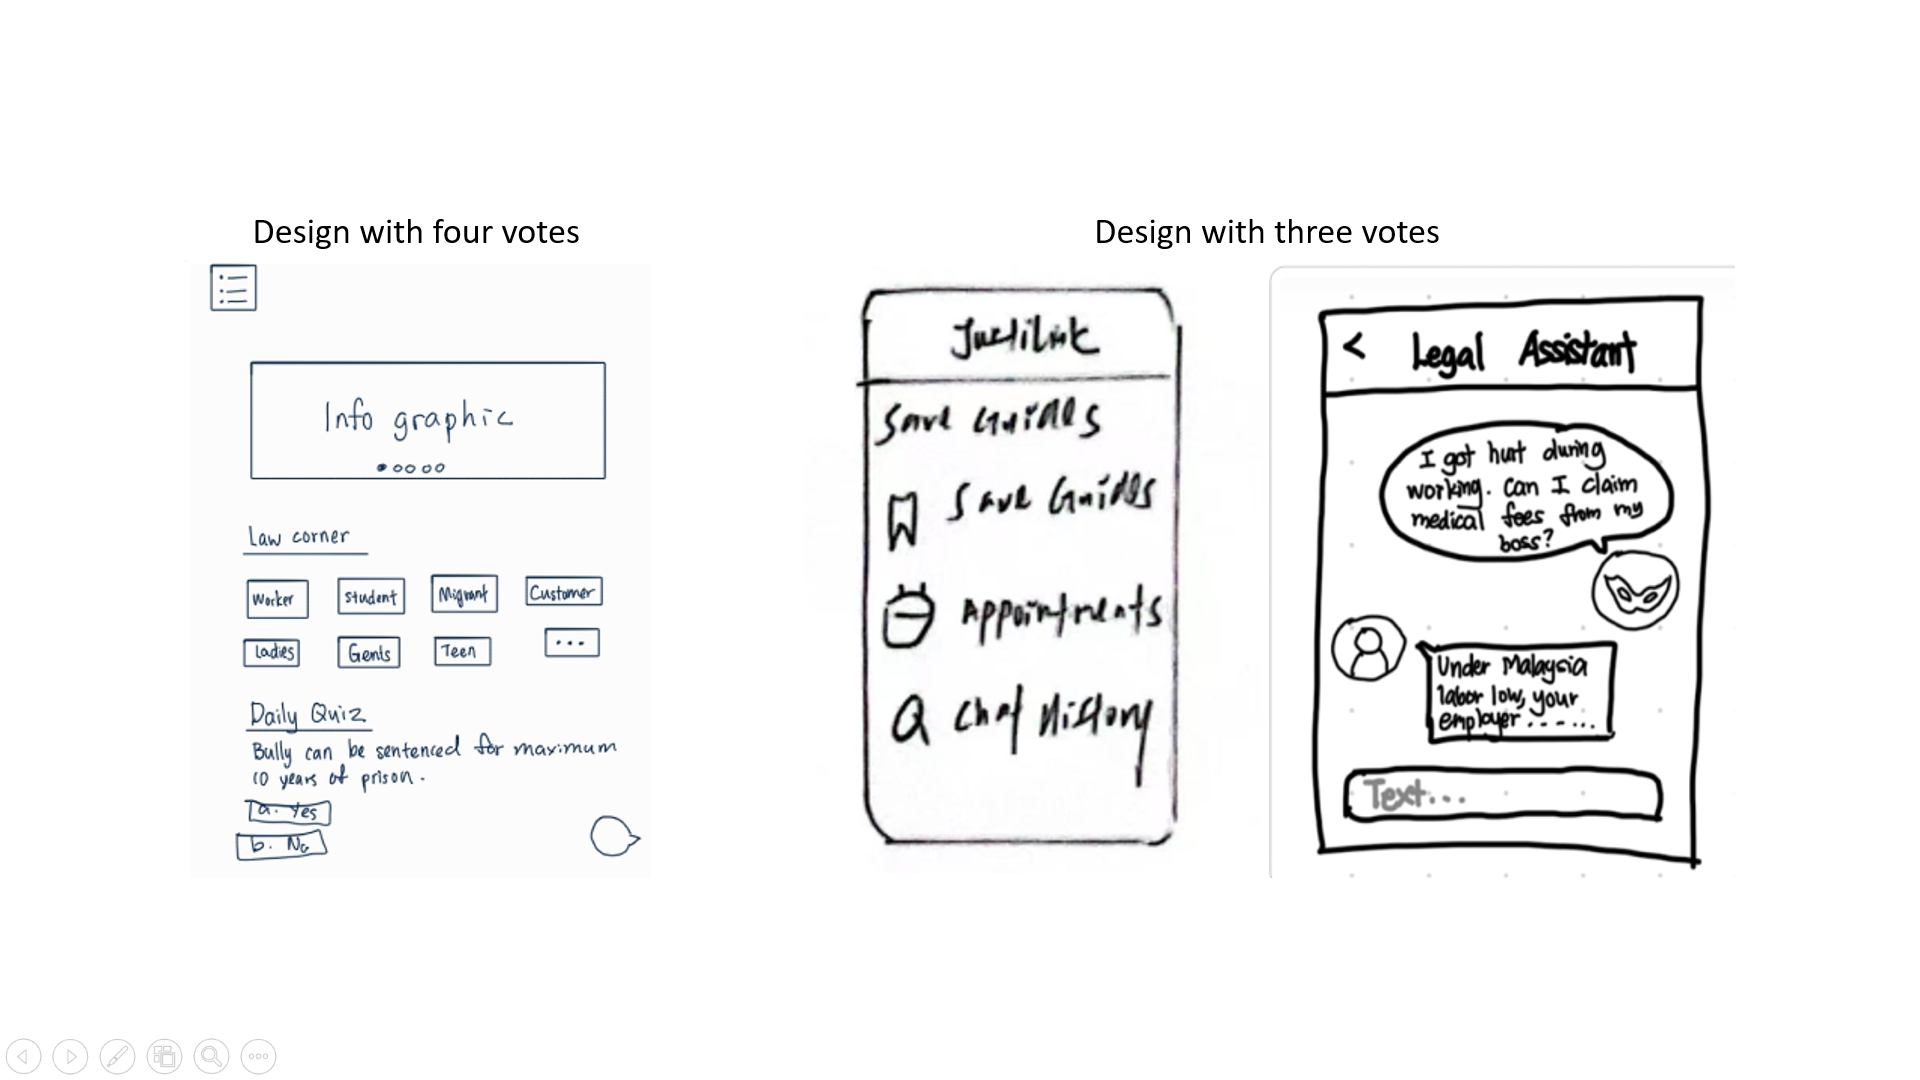 Design with four votes
Info graphic
Law corner
Worker
student
Migrant
Customer
Ladies
Gents
Teen
...
Daily Quiz
Bully can be sentenced for maximum
10 years of prison.
a. Yes
b. No
Design with three votes
JustiLink
Save Guides
Save Guides
Appointments
Chat History
< Legal Assistant
I got hurt during
working. Can I claim
medical fees from my
boss?
Under Malaysia
labor low, your
employer ......
Text...